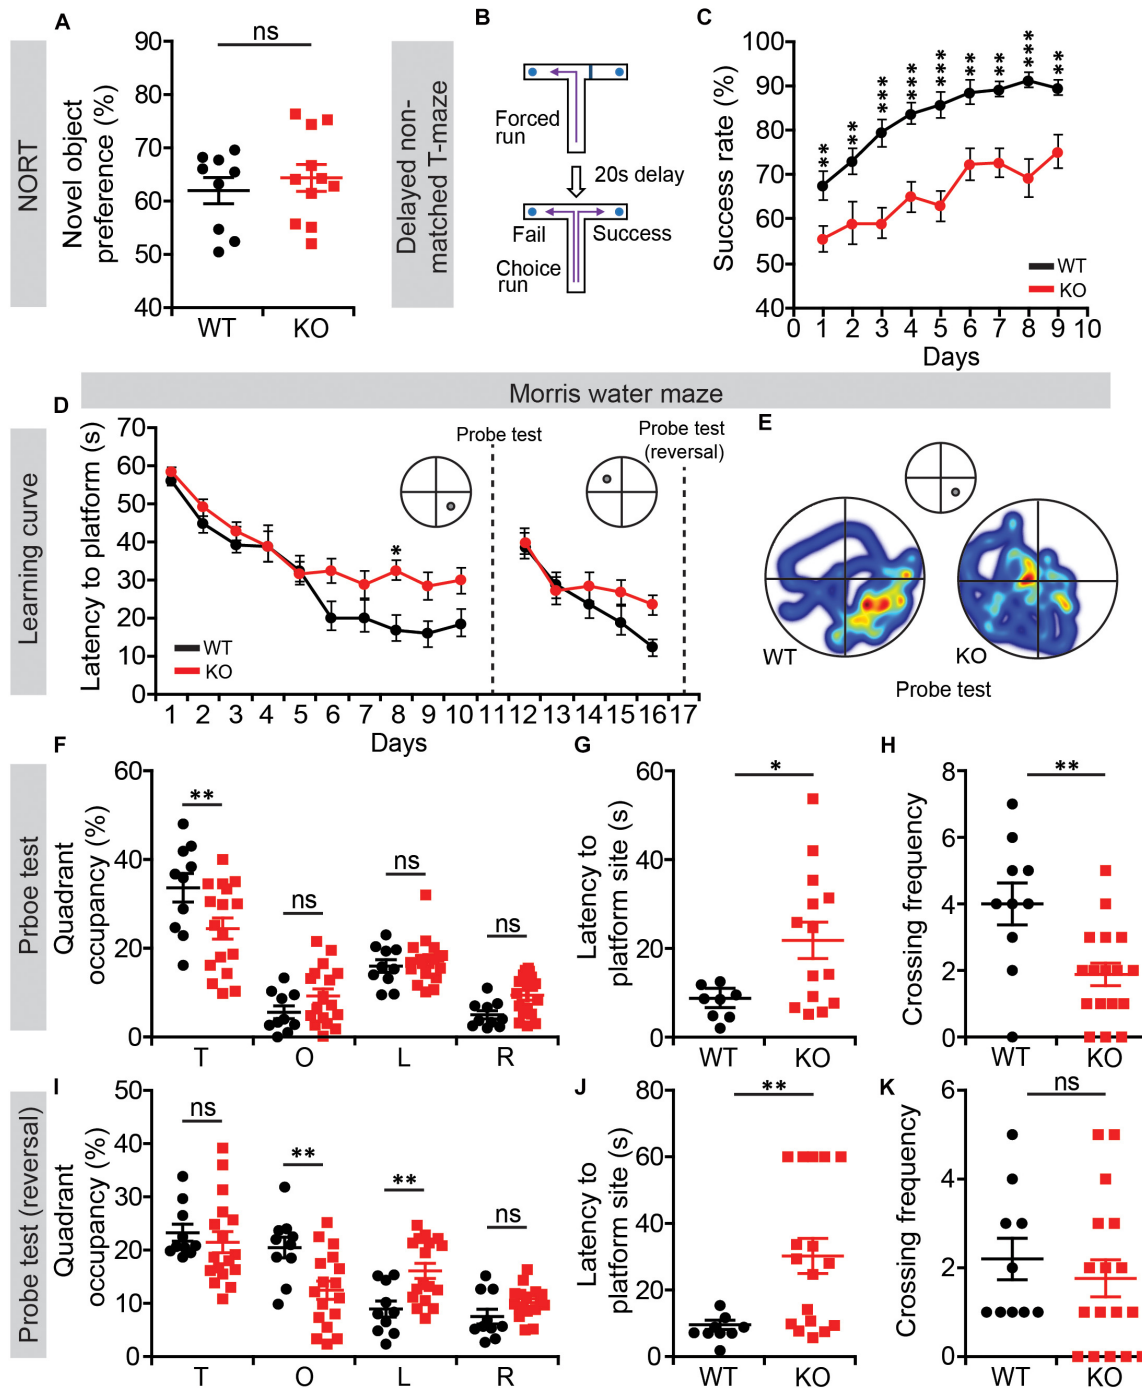 A
B
C
NORT
Novel object
preference (%)
90
80
70
60
50
40
ns
WT
KO
Delayed non-
matched T-maze
Forced
run
20s delay
Fail
Success
Choice
run
Success rate (%)
100
90
80
70
60
50
40
**
**
***
***
***
**
**
***
**
WT
KO
0
1
2
3
4
5
6
7
8
9
10
Days
Morris water maze
D
Learning curve
Latency to platform (s)
70
60
50
40
30
20
10
0
Probe test
Probe test
(reversal)
*
WT
KO
1
2
3
4
5
6
7
8
9
10
11
12
13
14
15
16
17
Days
E
WT
KO
Probe test
F
Prboe test
Quadrant
occupancy (%)
60
40
20
0
**
ns
ns
ns
T
O
L
R
G
Latency to
platform site (s)
60
40
20
0
*
WT
KO
H
Crossing frequency
8
6
4
2
0
**
WT
KO
I
Probe test (reversal)
Quadrant
occupancy (%)
50
40
30
20
10
0
ns
**
**
ns
T
O
L
R
J
Latency to
platform site (s)
80
60
40
20
0
**
WT
KO
K
Crossing frequency
6
4
2
0
ns
WT
KO